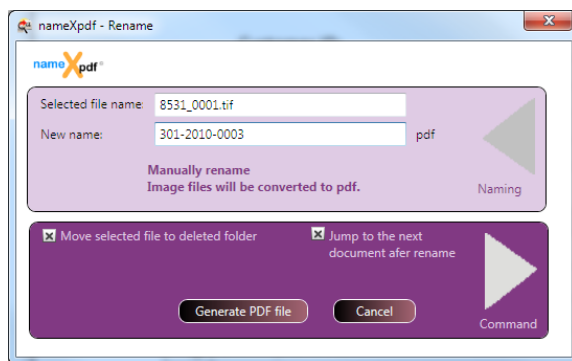 nameXpdf - Rename
nameXpdf®
Selected file name: 8531_0001.tif
New name: 301-2010-0003 pdf
Manually rename
Image files will be converted to pdf.
Naming
Move selected file to deleted folder
Jump to the next
document afer rename
Generate PDF file Cancel
Command